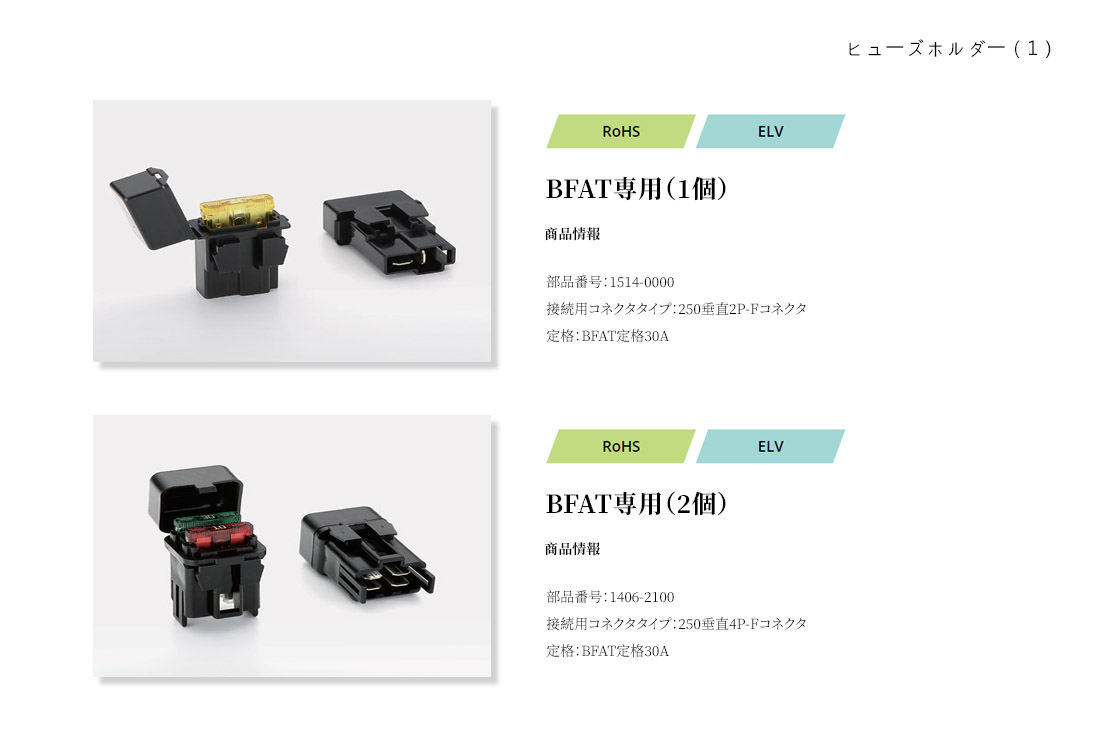 ヒューズホルダー(1)
RoHS
ELV
BFAT専用(1個)
商品情報
部品番号：1514-0000
接続用コネクタタイプ：250垂直2P-Fコネクタ
定格：BFAT定格30A
RoHS
ELV
BFAT専用(2個)
商品情報
部品番号：1406-2100
接続用コネクタタイプ：250垂直4P-Fコネクタ
定格：BFAT定格30A